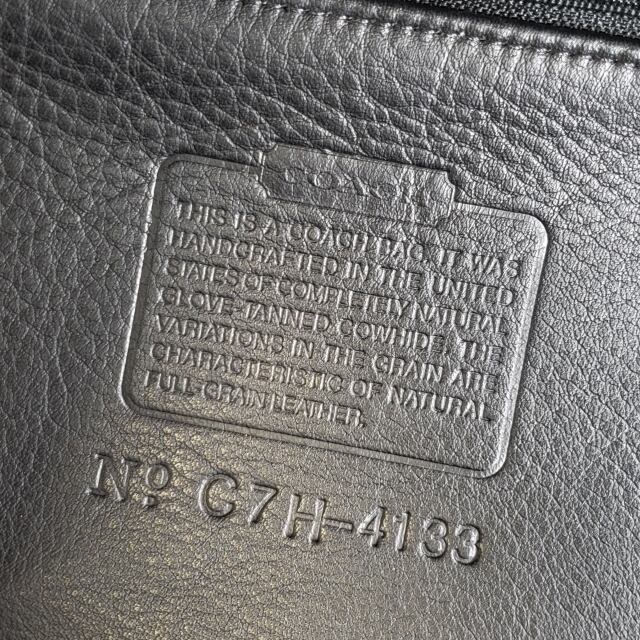 COACH
THIS IS A COACH BAG. IT WAS
HANDCRAFTED IN THE UNITED
STATES OF COMPLETELY NATURAL
GLOVE-TANNED COWHIDE. THE
VARIATIONS IN THE GRAIN ARE
CHARACTERISTIC OF NATURAL
FULL-GRAIN LEATHER.
Nº C7H-4133